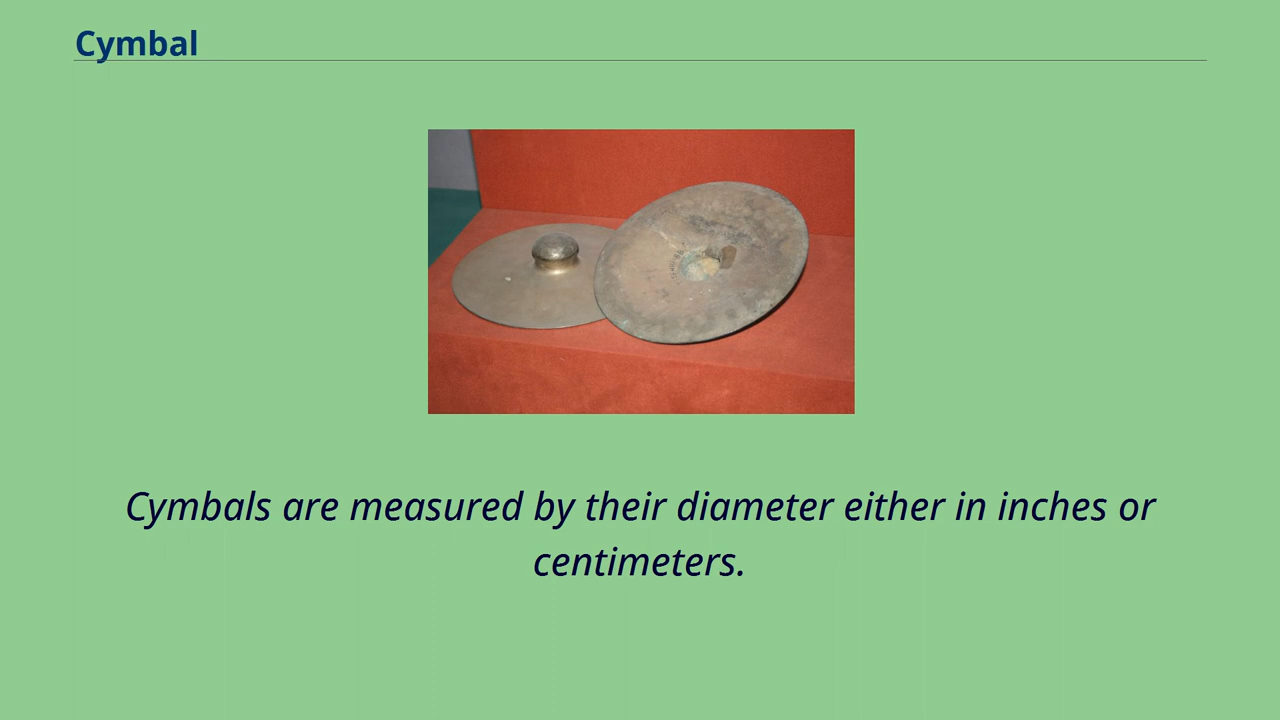 Cymbal
Cymbals are measured by their diameter either in inches or
centimeters.